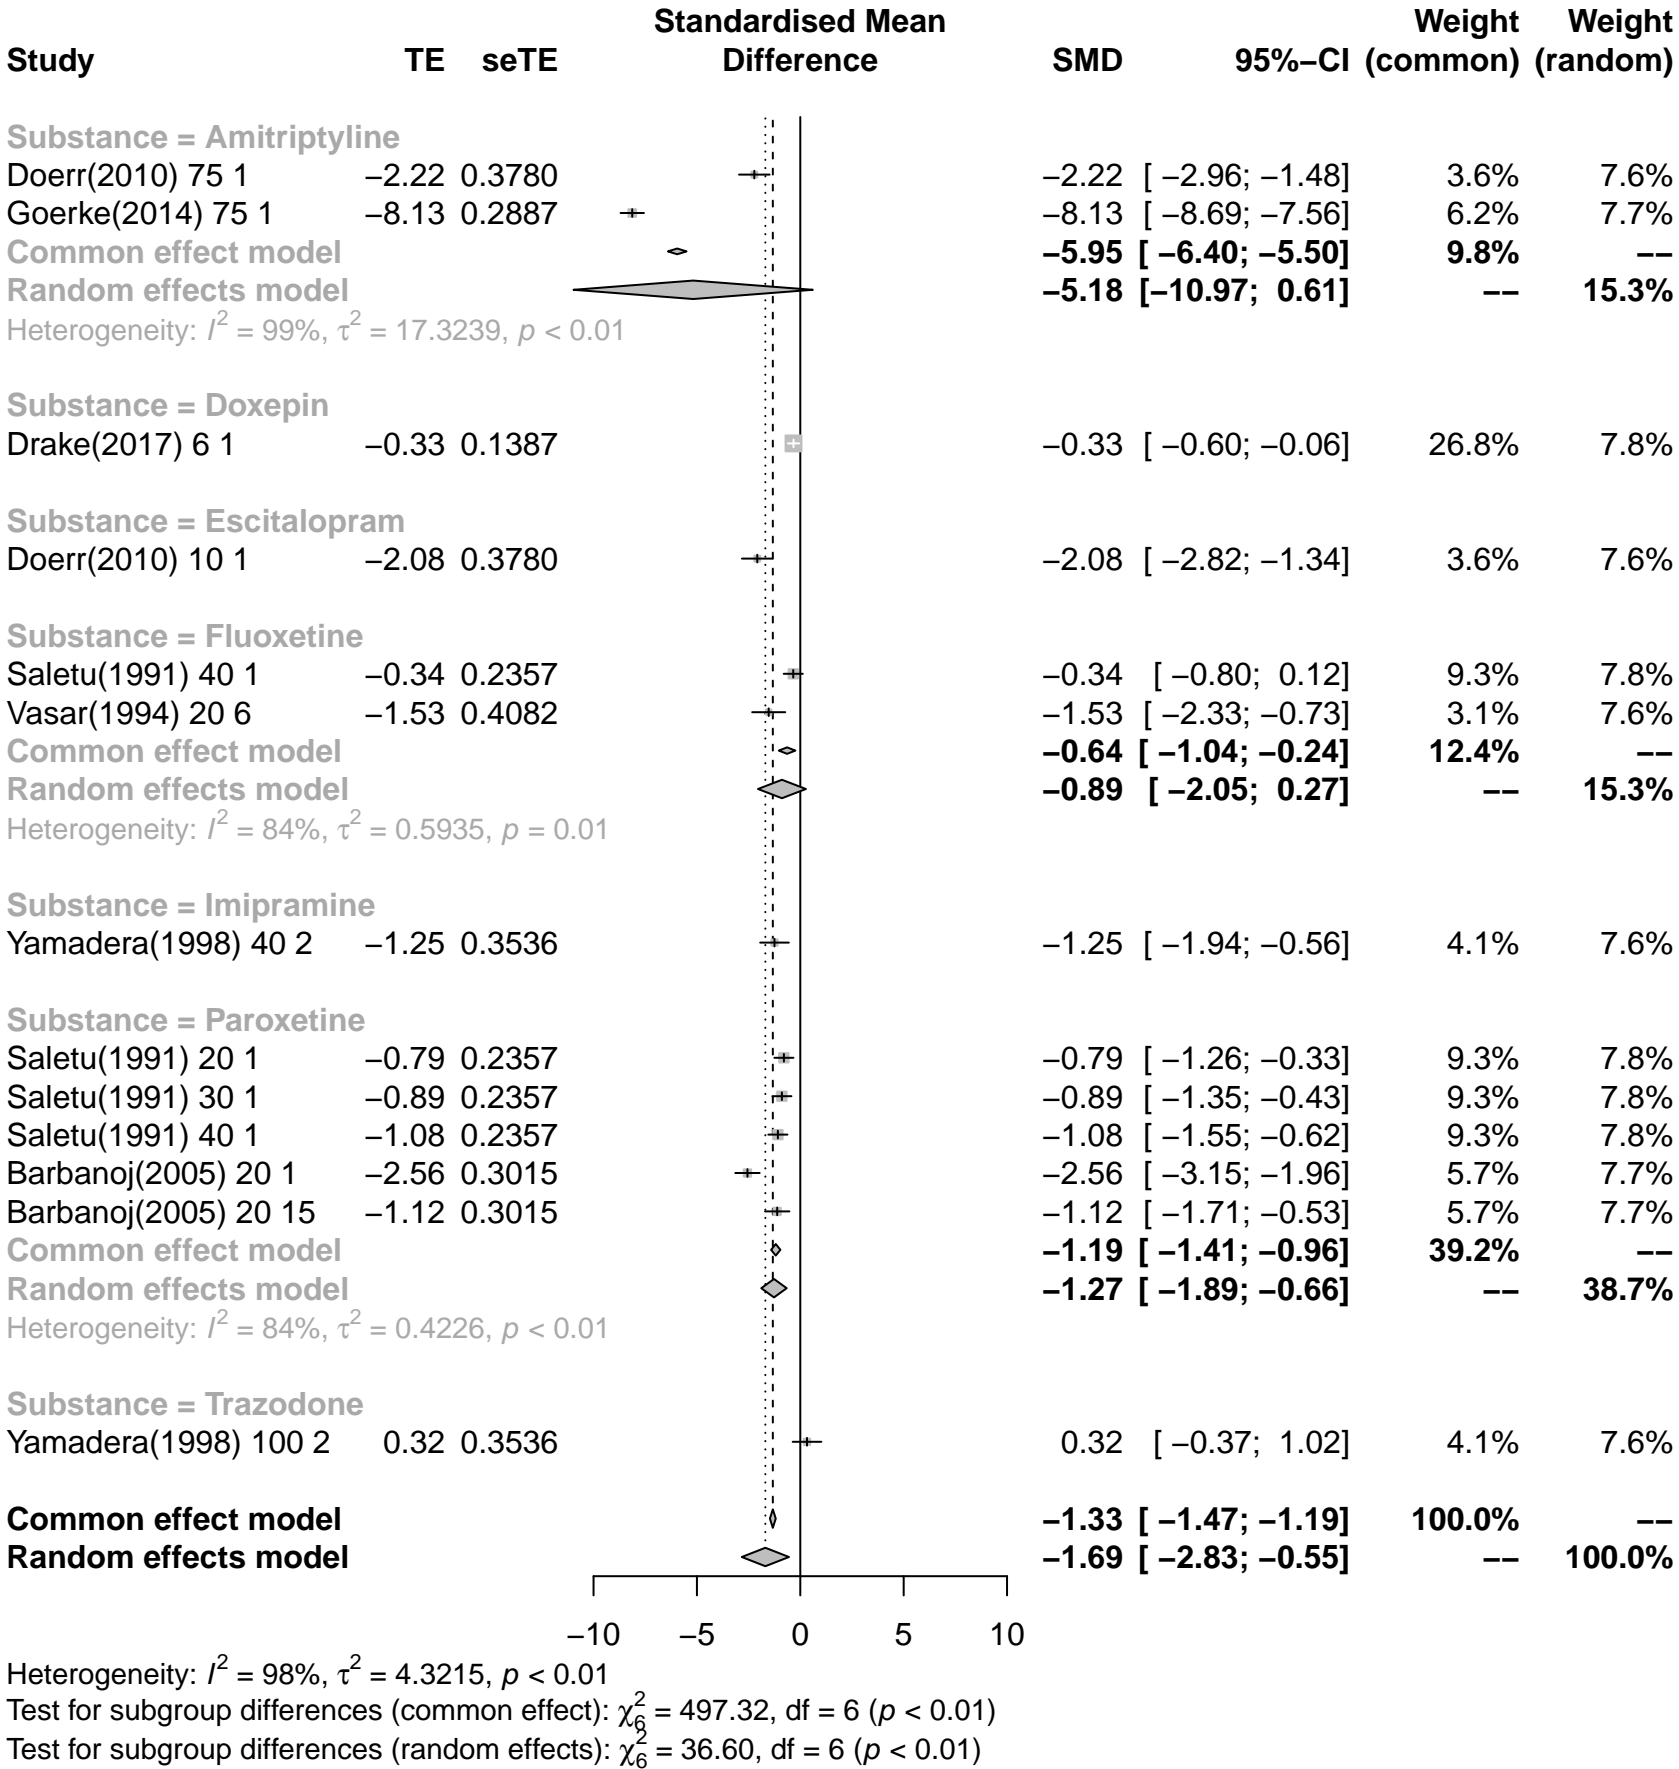 Standardised Mean Weight Weight
Study TE seTE Difference SMD 95%−CI (common) (random)
Substance = Amitriptyline
Doerr(2010) 75 1 −2.22 0.3780 −2.22 [ −2.96; −1.48] 3.6% 7.6%
Goerke(2014) 75 1 −8.13 0.2887 −8.13 [ −8.69; −7.56] 6.2% 7.7%
Common effect model −5.95 [ −6.40; −5.50] 9.8% −−
Random effects model −5.18 [−10.97; 0.61] −− 15.3%
Heterogeneity: I² = 99%, τ² = 17.3239, p < 0.01
Substance = Doxepin
Drake(2017) 6 1 −0.33 0.1387 −0.33 [ −0.60; −0.06] 26.8% 7.8%
Substance = Escitalopram
Doerr(2010) 10 1 −2.08 0.3780 −2.08 [ −2.82; −1.34] 3.6% 7.6%
Substance = Fluoxetine
Saletu(1991) 40 1 −0.34 0.2357 −0.34 [ −0.80; 0.12] 9.3% 7.8%
Vasar(1994) 20 6 −1.53 0.4082 −1.53 [ −2.33; −0.73] 3.1% 7.6%
Common effect model −0.64 [ −1.04; −0.24] 12.4% −−
Random effects model −0.89 [ −2.05; 0.27] −− 15.3%
Heterogeneity: I² = 84%, τ² = 0.5935, p = 0.01
Substance = Imipramine
Yamadera(1998) 40 2 −1.25 0.3536 −1.25 [ −1.94; −0.56] 4.1% 7.6%
Substance = Paroxetine
Saletu(1991) 20 1 −0.79 0.2357 −0.79 [ −1.26; −0.33] 9.3% 7.8%
Saletu(1991) 30 1 −0.89 0.2357 −0.89 [ −1.35; −0.43] 9.3% 7.8%
Saletu(1991) 40 1 −1.08 0.2357 −1.08 [ −1.55; −0.62] 9.3% 7.8%
Barbanoj(2005) 20 1 −2.56 0.3015 −2.56 [ −3.15; −1.96] 5.7% 7.7%
Barbanoj(2005) 20 15 −1.12 0.3015 −1.12 [ −1.71; −0.53] 5.7% 7.7%
Common effect model −1.19 [ −1.41; −0.96] 39.2% −−
Random effects model −1.27 [ −1.89; −0.66] −− 38.7%
Heterogeneity: I² = 84%, τ² = 0.4226, p < 0.01
Substance = Trazodone
Yamadera(1998) 100 2 0.32 0.3536 0.32 [ −0.37; 1.02] 4.1% 7.6%
Common effect model −1.33 [ −1.47; −1.19] 100.0% −−
Random effects model −1.69 [ −2.83; −0.55] −− 100.0%
−10 −5 0 5 10
Heterogeneity: I² = 98%, τ² = 4.3215, p < 0.01
Test for subgroup differences (common effect): χ²₆ = 497.32, df = 6 (p < 0.01)
Test for subgroup differences (random effects): χ²₆ = 36.60, df = 6 (p < 0.01)